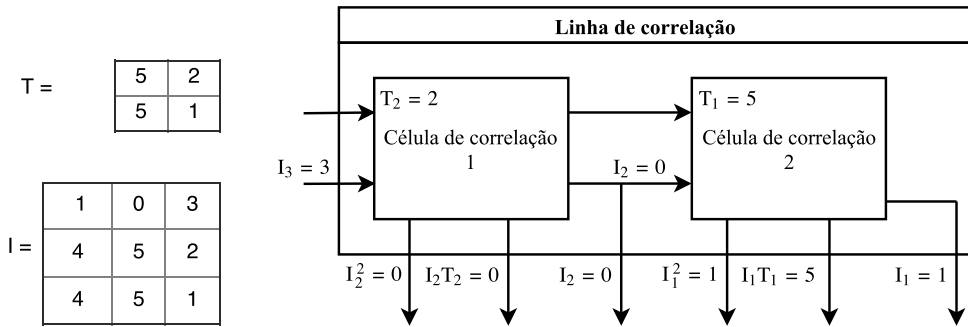 T =
5 2
5 1
I =
1 0 3
4 5 2
4 5 1
Linha de correlação
T₂ = 2
Célula de correlação
1
T₁ = 5
Célula de correlação
2
I₃ = 3
I₂ = 0
I₂² = 0
I₂T₂ = 0
I₂ = 0
I₁² = 1
I₁T₁ = 5
I₁ = 1